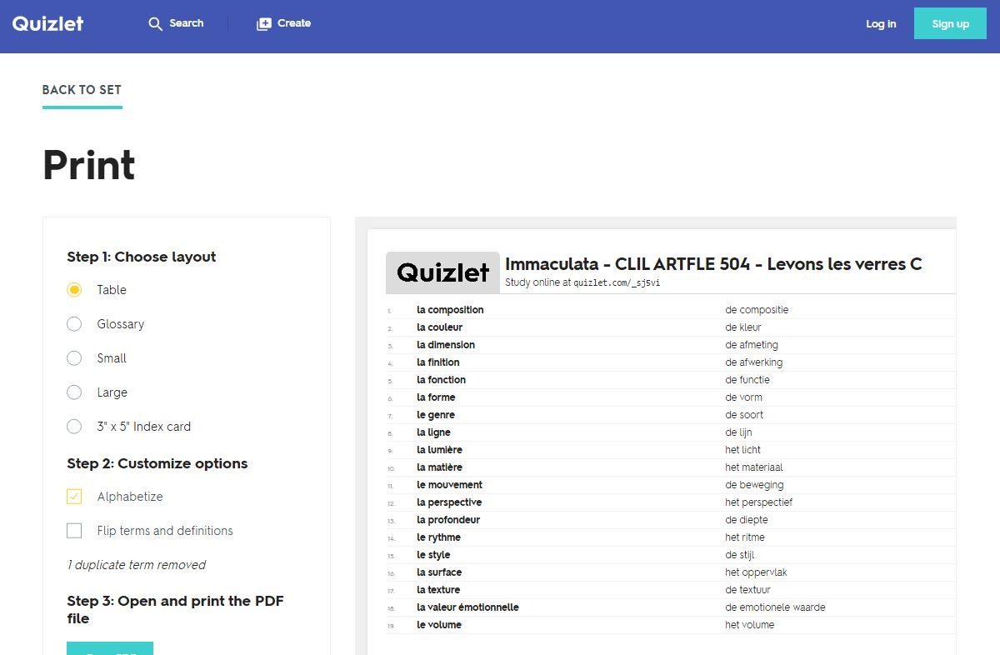 Quizlet
Search
Create
Log in
Sign up
BACK TO SET
Print
Step 1: Choose layout
Table
Glossary
Small
Large
3" x 5" Index card
Step 2: Customize options
Alphabetize
Flip terms and definitions
1 duplicate term removed
Step 3: Open and print the PDF
file
Quizlet
Immaculata - CLIL ARTFLE 504 - Levons les verres C
Study online at quizlet.com/_sj5vi
1. la composition de compositie
2. la couleur de kleur
3. la dimension de afmeting
4. la finition de afwerking
5. la fonction de functie
6. la forme de vorm
7. le genre de soort
8. la ligne de lijn
9. la lumière het licht
10. la matière het materiaal
11. le mouvement de beweging
12. la perspective het perspectief
13. la profondeur de diepte
14. le rythme het ritme
15. le style de stijl
16. la surface het oppervlak
17. la texture de textuur
18. la valeur émotionnelle de emotionele waarde
19. le volume het volume